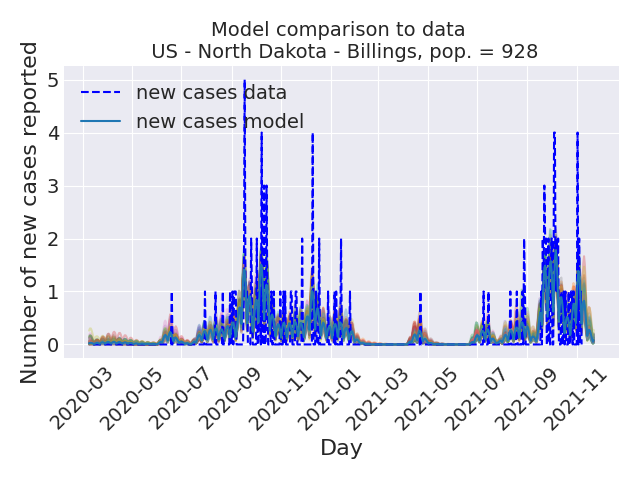 Model comparison to data
US - North Dakota - Billings, pop. = 928
Number of new cases reported
5
4
3
2
1
0
new cases data
new cases model
2020-03
2020-05
2020-07
2020-09
2020-11
2021-01
2021-03
2021-05
2021-07
2021-09
2021-11
Day